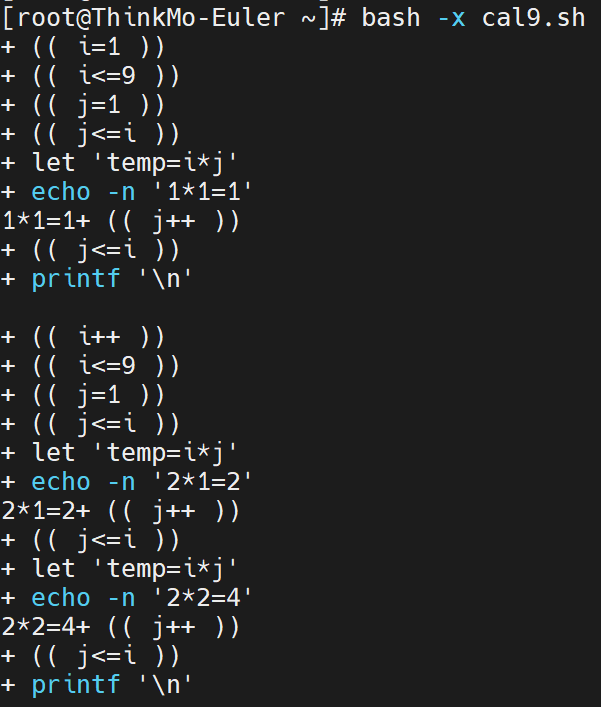 [root@ThinkMo-Euler ~]# bash -x cal9.sh
+ (( i=1 ))
+ (( i<=9 ))
+ (( j=1 ))
+ (( j<=i ))
+ let 'temp=i*j'
+ echo -n '1*1=1'
1*1=1+ (( j++ ))
+ (( j<=i ))
+ printf '\n'

+ (( i++ ))
+ (( i<=9 ))
+ (( j=1 ))
+ (( j<=i ))
+ let 'temp=i*j'
+ echo -n '2*1=2'
2*1=2+ (( j++ ))
+ (( j<=i ))
+ let 'temp=i*j'
+ echo -n '2*2=4'
2*2=4+ (( j++ ))
+ (( j<=i ))
+ printf '\n'